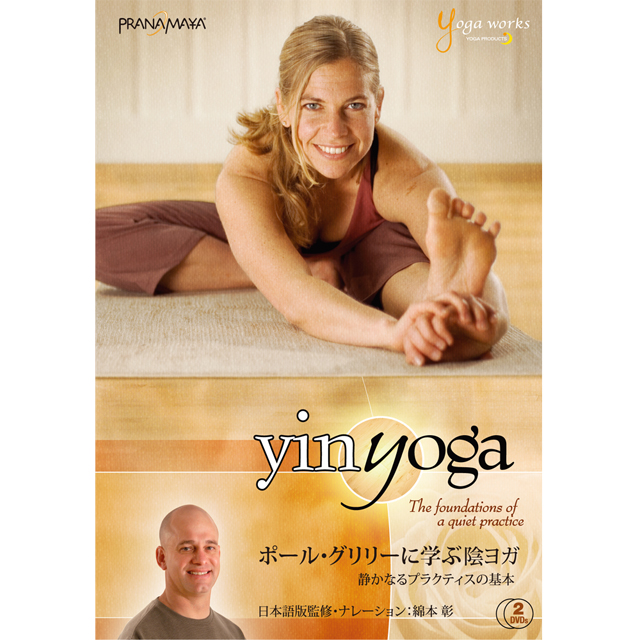 PRANAMAYA
yoga works
YOGA PRODUCTS
yinyoga
The foundations of
a quiet practice
ポール・グリリーに学ぶ陰ヨガ
静かなるプラクティスの基本
日本語版監修・ナレーション:綿本 彰
2
DVDs